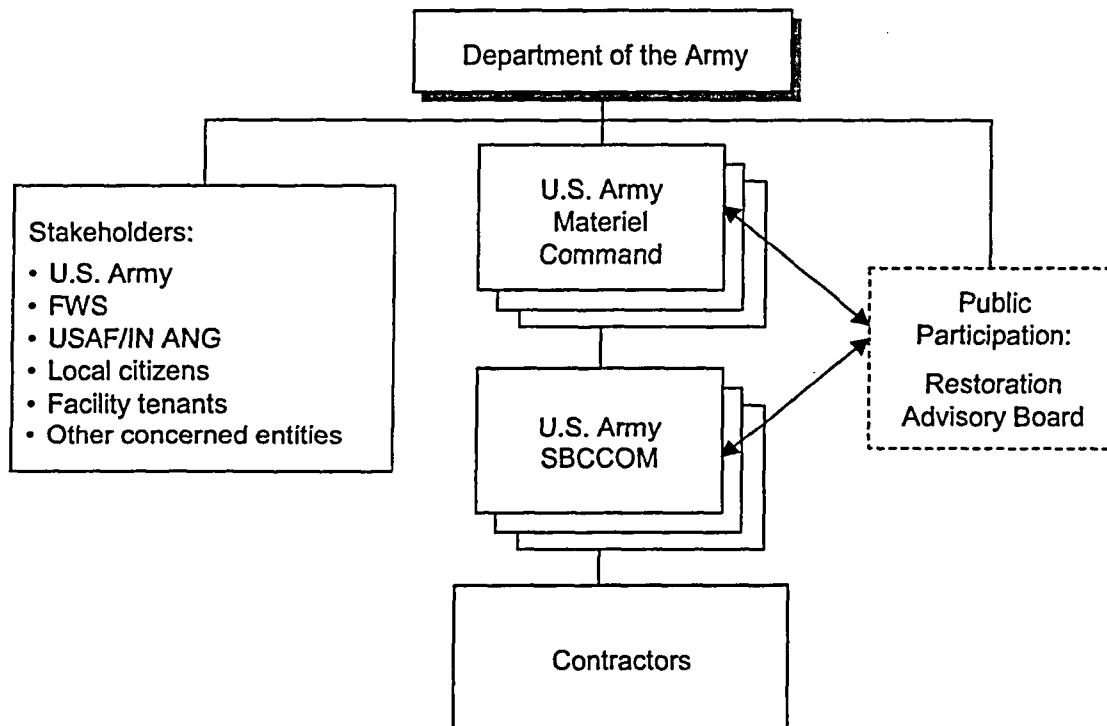 Department of the Army
U.S. Army
Materiel
Command
Stakeholders:
• U.S. Army
• FWS
• USAF/IN ANG
• Local citizens
• Facility tenants
• Other concerned entities
Public
Participation:
Restoration
Advisory Board
U.S. Army
SBCCOM
Contractors